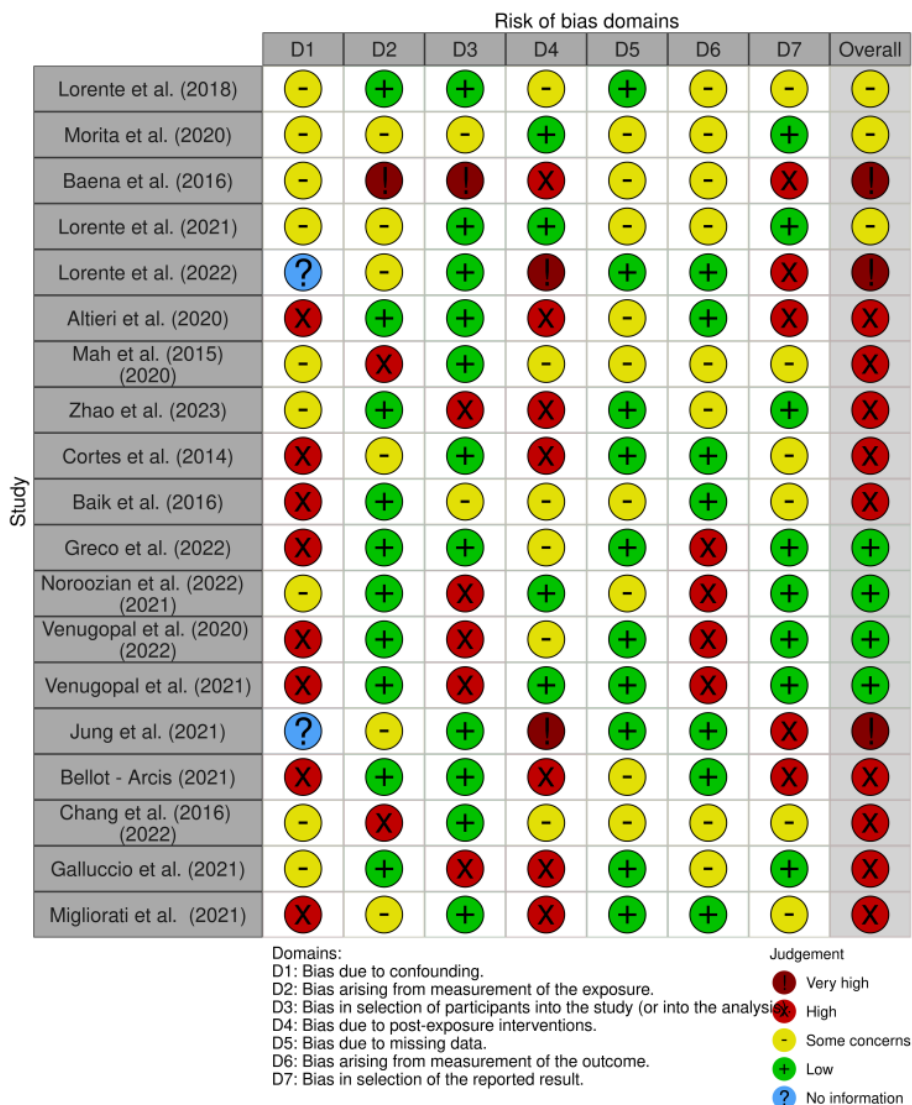 Risk of bias domains
D1 D2 D3 D4 D5 D6 D7 Overall
Study
Lorente et al. (2018) - + + - + - - -
Morita et al. (2020) - - - + - - + -
Baena et al. (2016) - ! ! X - - X !
Lorente et al. (2021) - - + + - - + -
Lorente et al. (2022) ? - + ! + + X !
Altieri et al. (2020) X + + X - + X X
Mah et al. (2015)
(2020) - X + - - - - X
Zhao et al. (2023) - + X X + - + X
Cortes et al. (2014) X - + X + + - X
Baik et al. (2016) X + - - - + - X
Greco et al. (2022) X + + - + X + +
Noroozian et al. (2022)
(2021) - + X + - X + +
Venugopal et al. (2020)
(2022) X + X - + X + +
Venugopal et al. (2021) X + X + + X + +
Jung et al. (2021) ? - + ! + + X !
Bellot - Arcis (2021) X + + X - + X X
Chang et al. (2016)
(2022) - X + - - - - X
Galluccio et al. (2021) - + X X + - + X
Migliorati et al. (2021) X - + X + + - X
Domains:
D1: Bias due to confounding.
D2: Bias arising from measurement of the exposure.
D3: Bias in selection of participants into the study (or into the analysis
D4: Bias due to post-exposure interventions.
D5: Bias due to missing data.
D6: Bias arising from measurement of the outcome.
D7: Bias in selection of the reported result.
Judgement
! Very high
X High
- Some concerns
+ Low
? No information